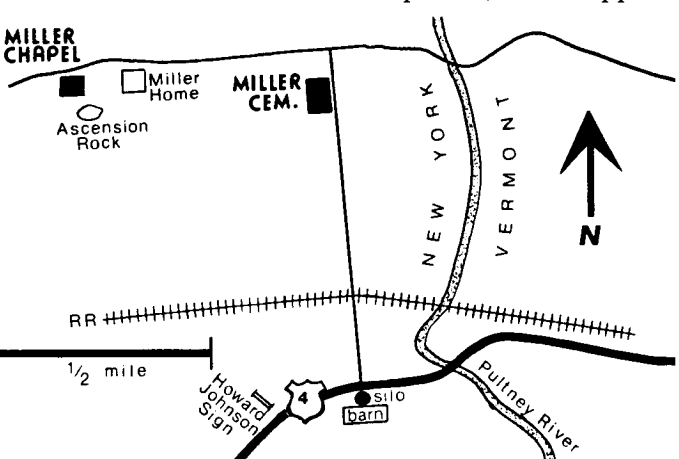 MILLER
CHAPEL
Miller
Home
MILLER
CEM.
Ascension
Rock
NEW YORK
VERMONT
N
RR
1/2 mile
Howard
Johnson
Sign
4
silo
barn
Pultney River